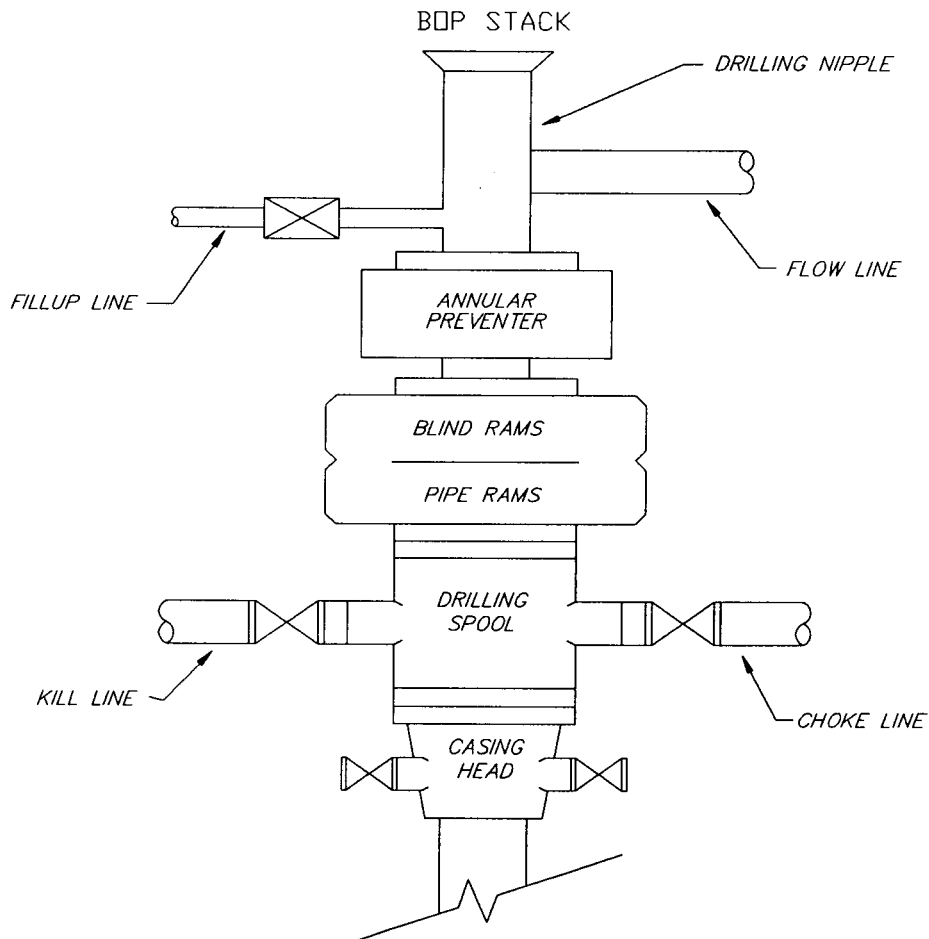 BOP STACK
DRILLING NIPPLE
FLOW LINE
FILLUP LINE
ANNULAR
PREVENTER
BLIND RAMS
PIPE RAMS
DRILLING
SPOOL
KILL LINE
CHOKE LINE
CASING
HEAD